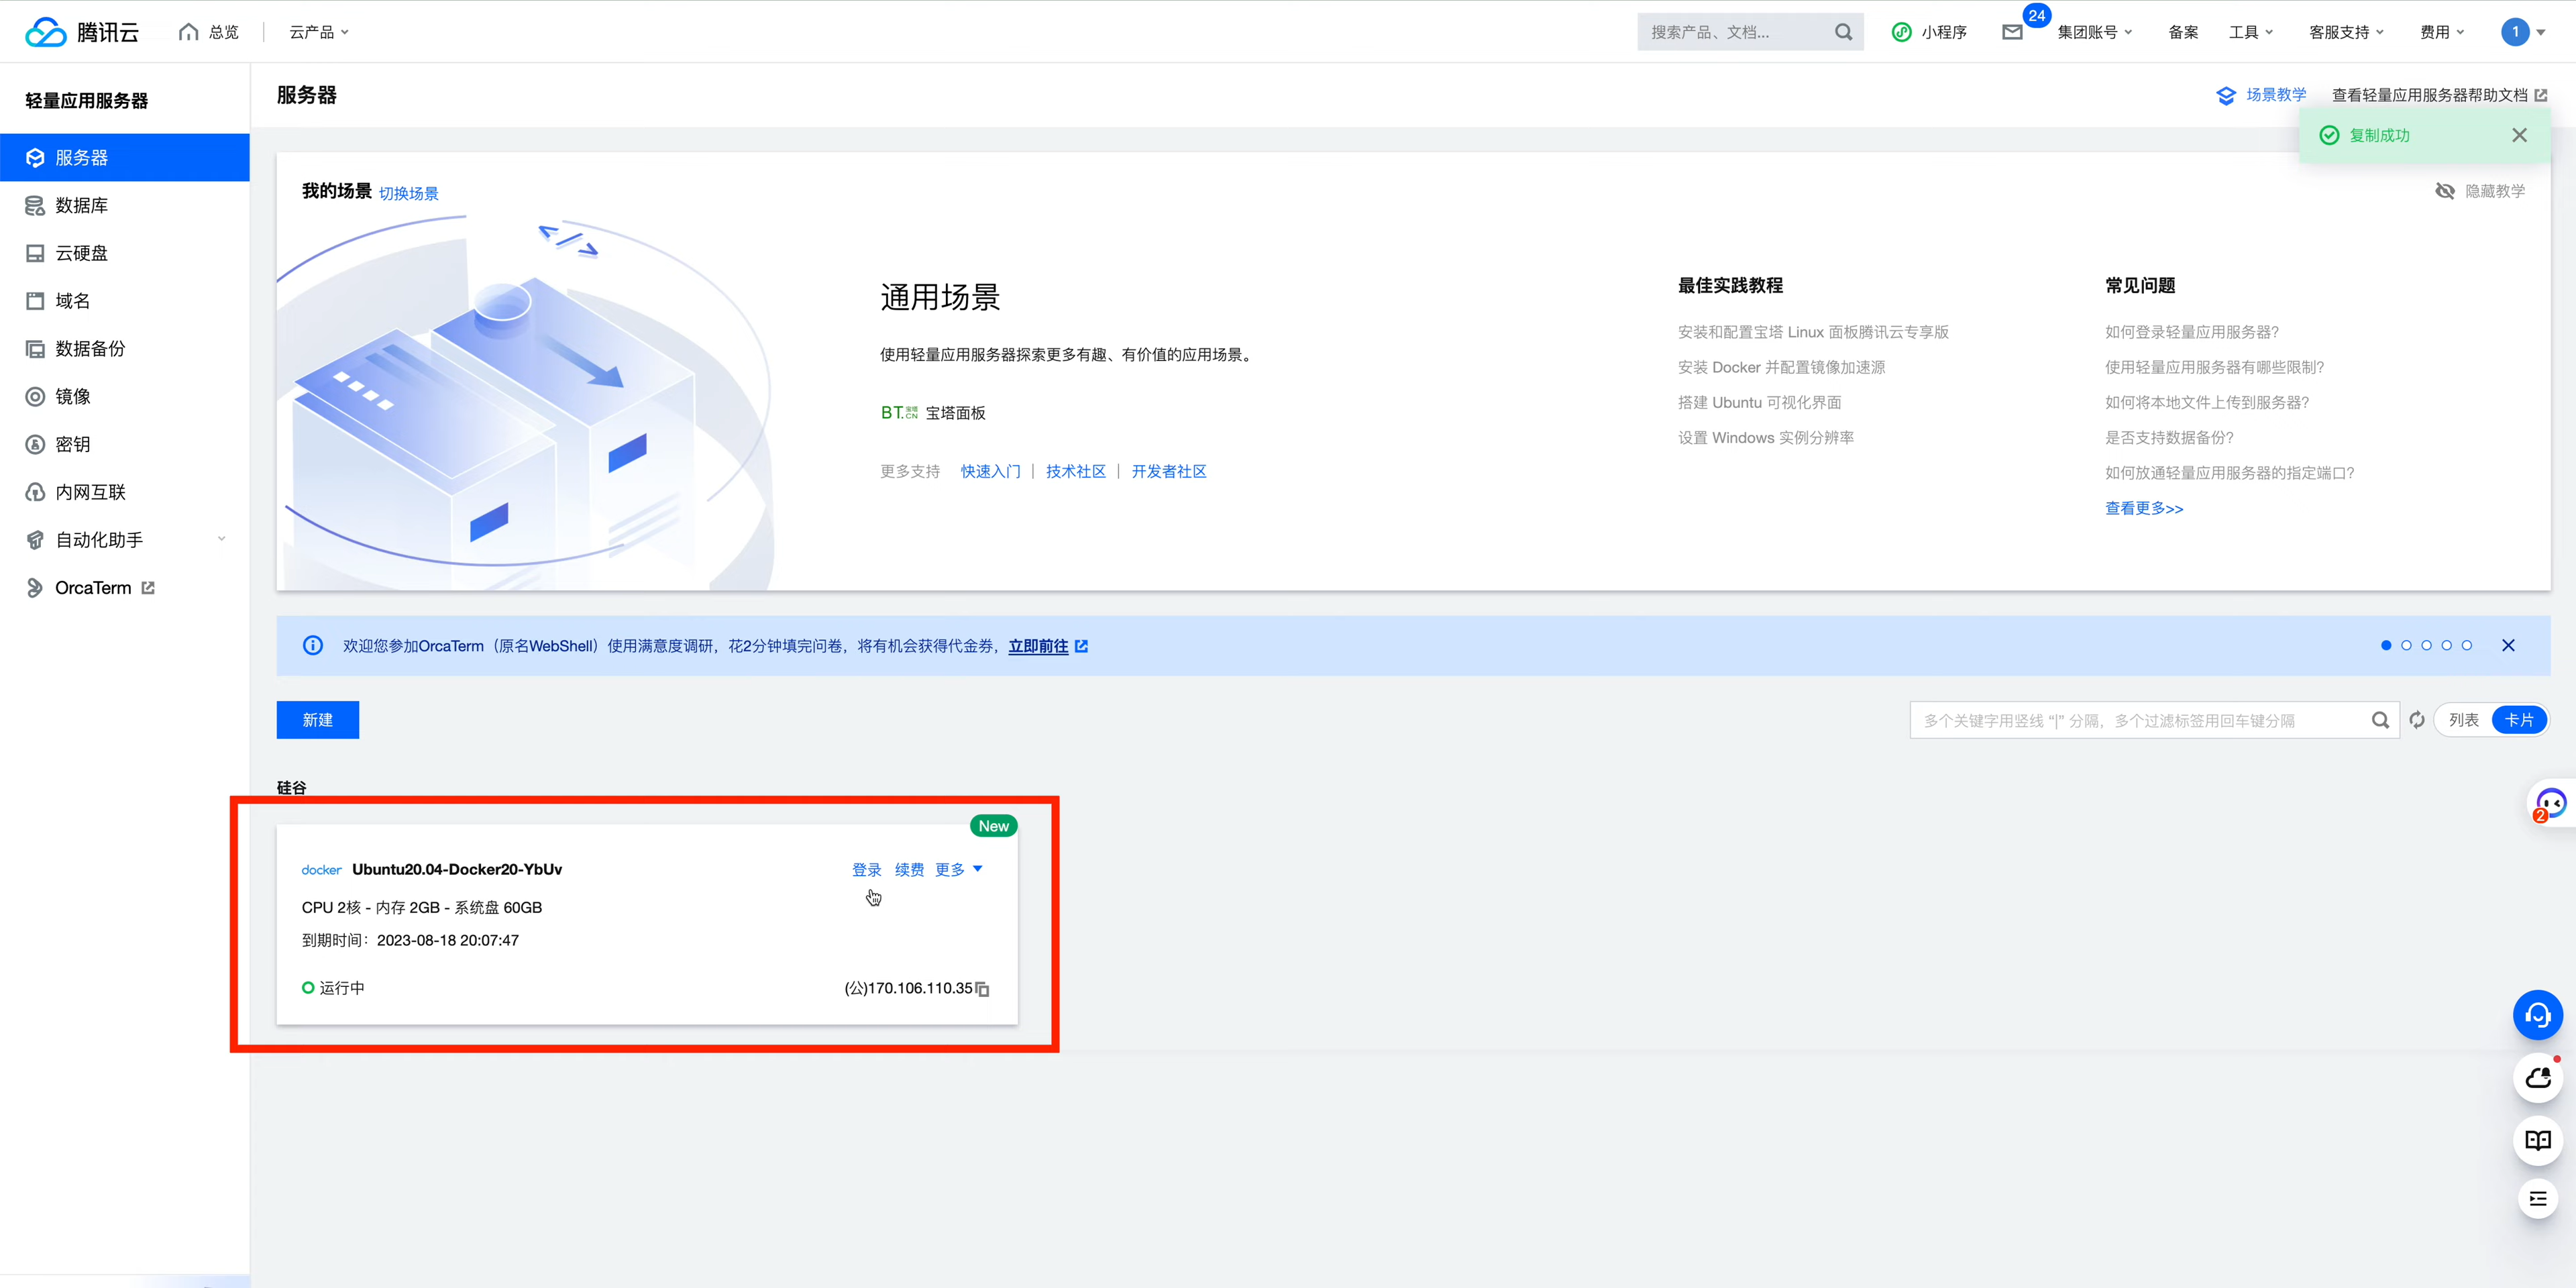 腾讯云
总览
云产品
搜索产品、文档...
小程序
24
集团账号
备案
工具
客服支持
费用
1
轻量应用服务器
服务器
数据库
云硬盘
域名
数据备份
镜像
密钥
内网互联
自动化助手
OrcaTerm
服务器
场景教学
查看轻量应用服务器帮助文档
复制成功
我的场景 切换场景
隐藏教学
通用场景
使用轻量应用服务器探索更多有趣、有价值的应用场景。
BT.宝塔CN 宝塔面板
更多支持 快速入门 | 技术社区 | 开发者社区
最佳实践教程
安装和配置宝塔 Linux 面板腾讯云专享版
安装 Docker 并配置镜像加速源
搭建 Ubuntu 可视化界面
设置 Windows 实例分辨率
常见问题
如何登录轻量应用服务器?
使用轻量应用服务器有哪些限制?
如何将本地文件上传到服务器?
是否支持数据备份?
如何放通轻量应用服务器的指定端口?
查看更多>>
欢迎您参加OrcaTerm（原名WebShell）使用满意度调研，花2分钟填完问卷，将有机会获得代金券，立即前往
新建
多个关键字用竖线 “|” 分隔，多个过滤标签用回车键分隔
列表
卡片
硅谷
New
docker Ubuntu20.04-Docker20-YbUv
登录 续费 更多
CPU 2核 - 内存 2GB - 系统盘 60GB
到期时间：2023-08-18 20:07:47
运行中
(公)170.106.110.35
2